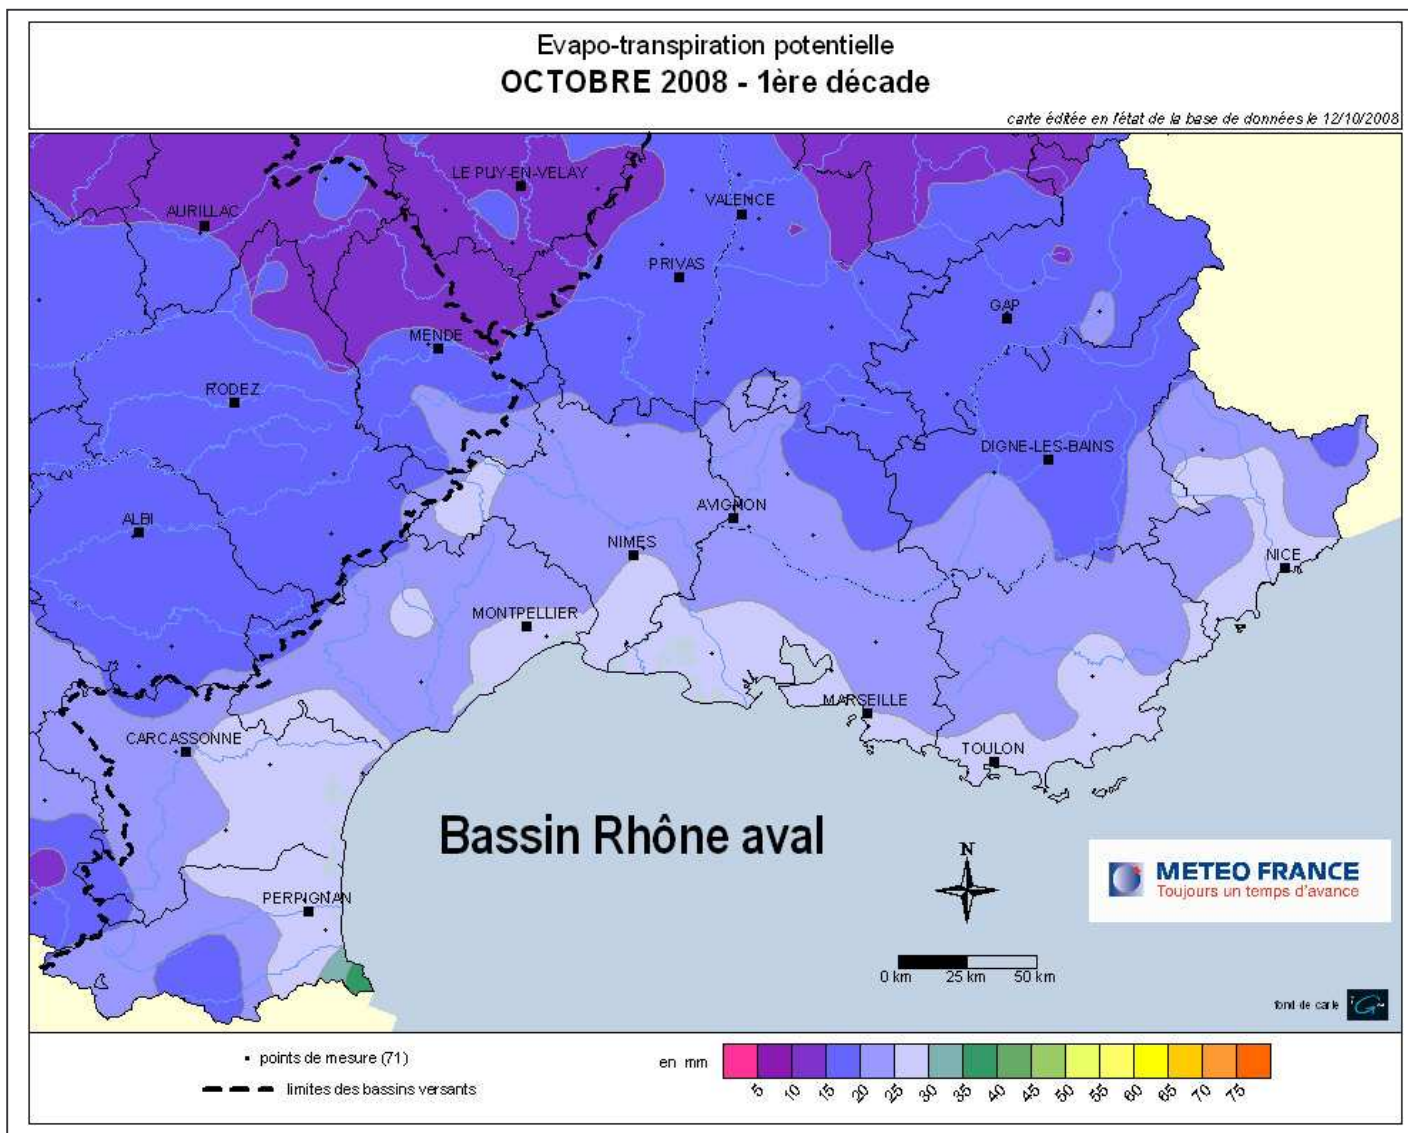 Evapo-transpiration potentielle
OCTOBRE 2008 - 1ère décade
carte éditée en l'état de la base de données le 12/10/2008
LE PUY-EN-VELAY
AURILLAC
VALENCE
PRIVAS
GAP
MENDE
RODEZ
DIGNE-LES-BAINS
AVIGNON
ALBI
NIMES
NICE
MONTPELLIER
MARSEILLE
CARCASSONNE
TOULON
Bassin Rhône aval
N
METEO FRANCE
Toujours un temps d'avance
PERPIGNAN
0 km 25 km 50 km
fond de carte
points de mesure (71)
en mm
limites des bassins versants
5 10 15 20 25 30 35 40 45 50 55 60 65 70 75